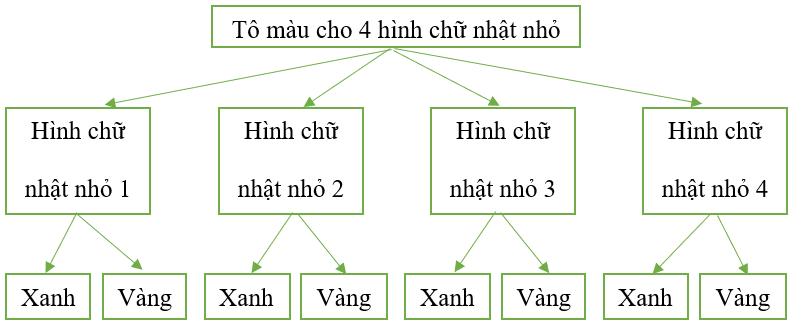 Tô màu cho 4 hình chữ nhật nhỏ
Hình chữ
nhật nhỏ 1
Hình chữ
nhật nhỏ 2
Hình chữ
nhật nhỏ 3
Hình chữ
nhật nhỏ 4
Xanh
Vàng
Xanh
Vàng
Xanh
Vàng
Xanh
Vàng